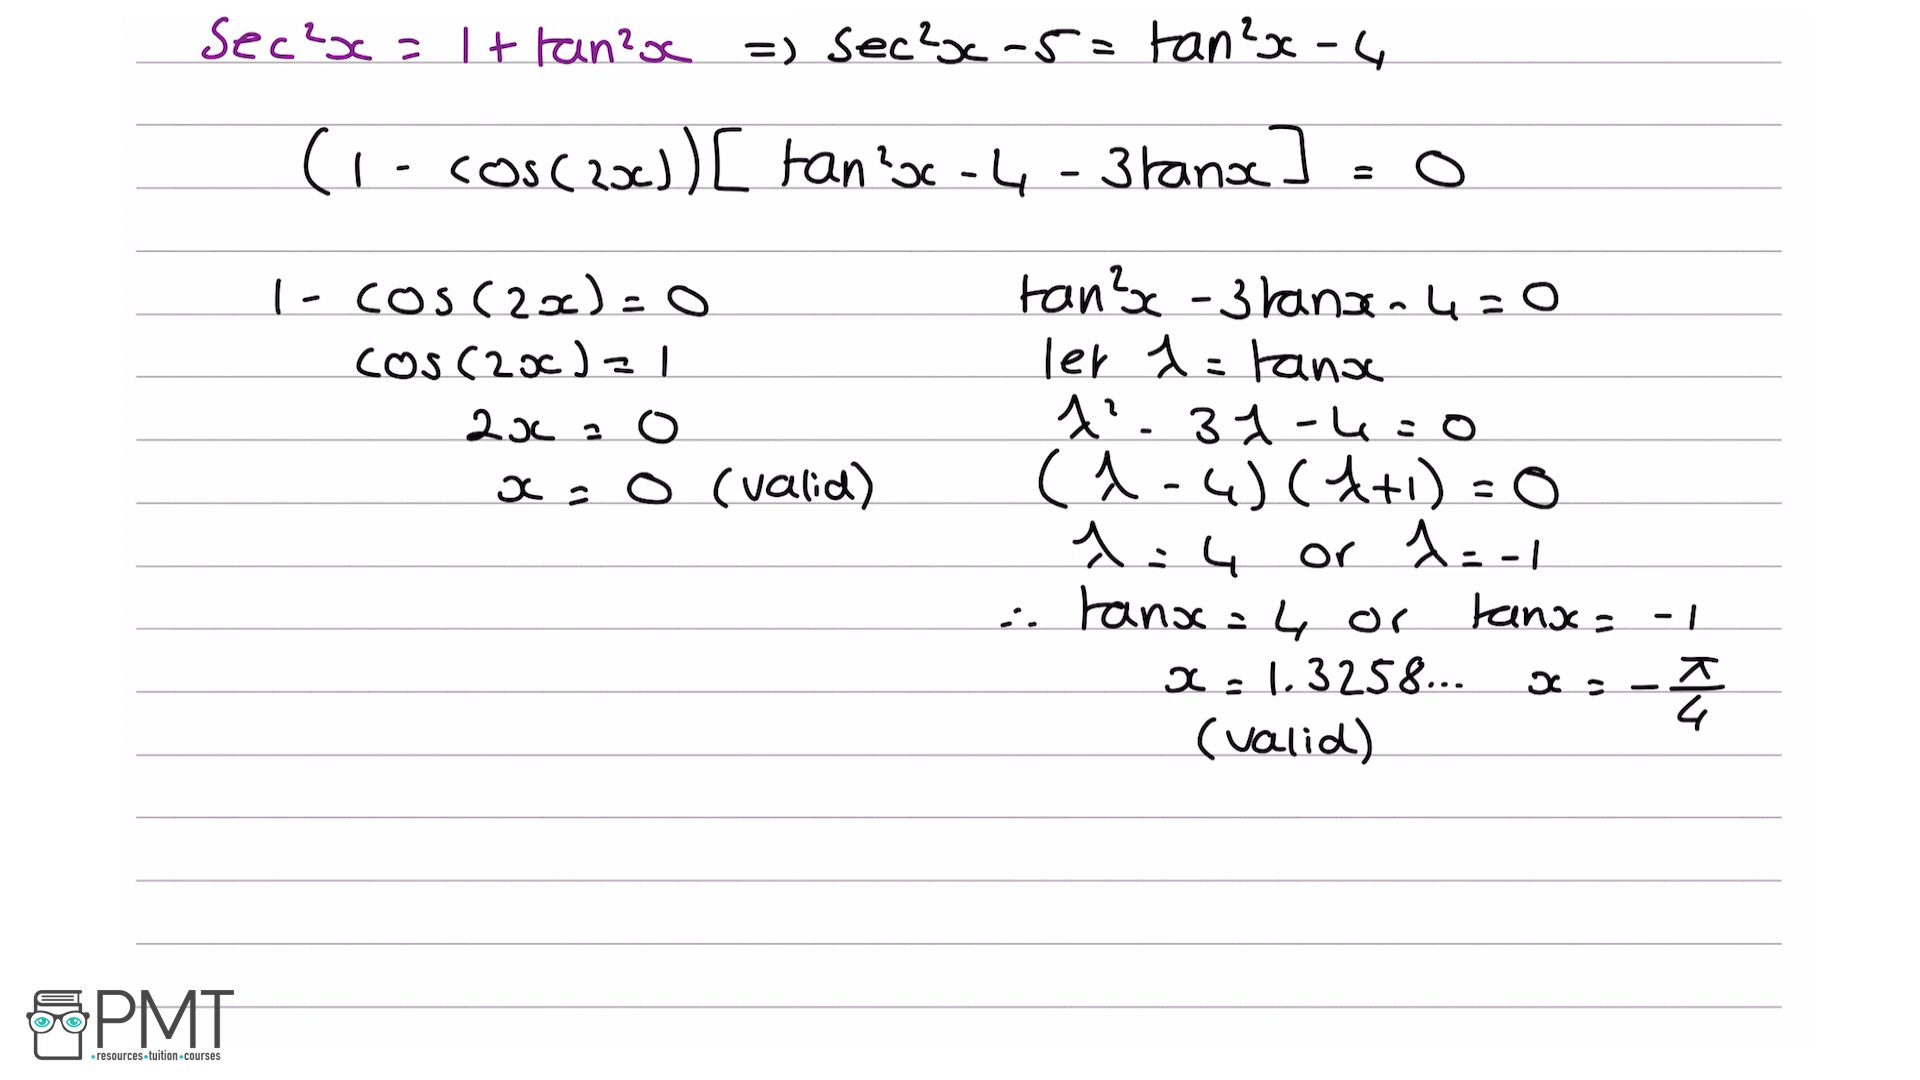 sec²x = 1 + tan²x => sec²x - 5 = tan²x - 4
(1 - cos(2x))[tan²x - 4 - 3tanx] = 0
1 - cos(2x) = 0
cos(2x) = 1
2x = 0
x = 0 (valid)
tan²x - 3tanx - 4 = 0
let λ = tanx
λ² - 3λ - 4 = 0
(λ - 4)(λ+1) = 0
λ = 4 or λ = -1
∴ tanx = 4 or tanx = -1
x = 1.3258... x = -π/4
(valid)
PMT
•resources•tuition•courses